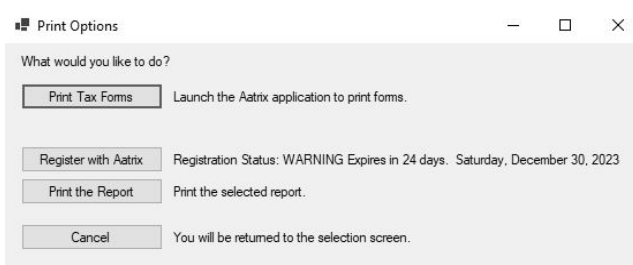 Print Options
What would you like to do?
Print Tax Forms Launch the Aatrix application to print forms.
Register with Aatrix Registration Status: WARNING Expires in 24 days. Saturday, December 30, 2023
Print the Report Print the selected report.
Cancel You will be returned to the selection screen.